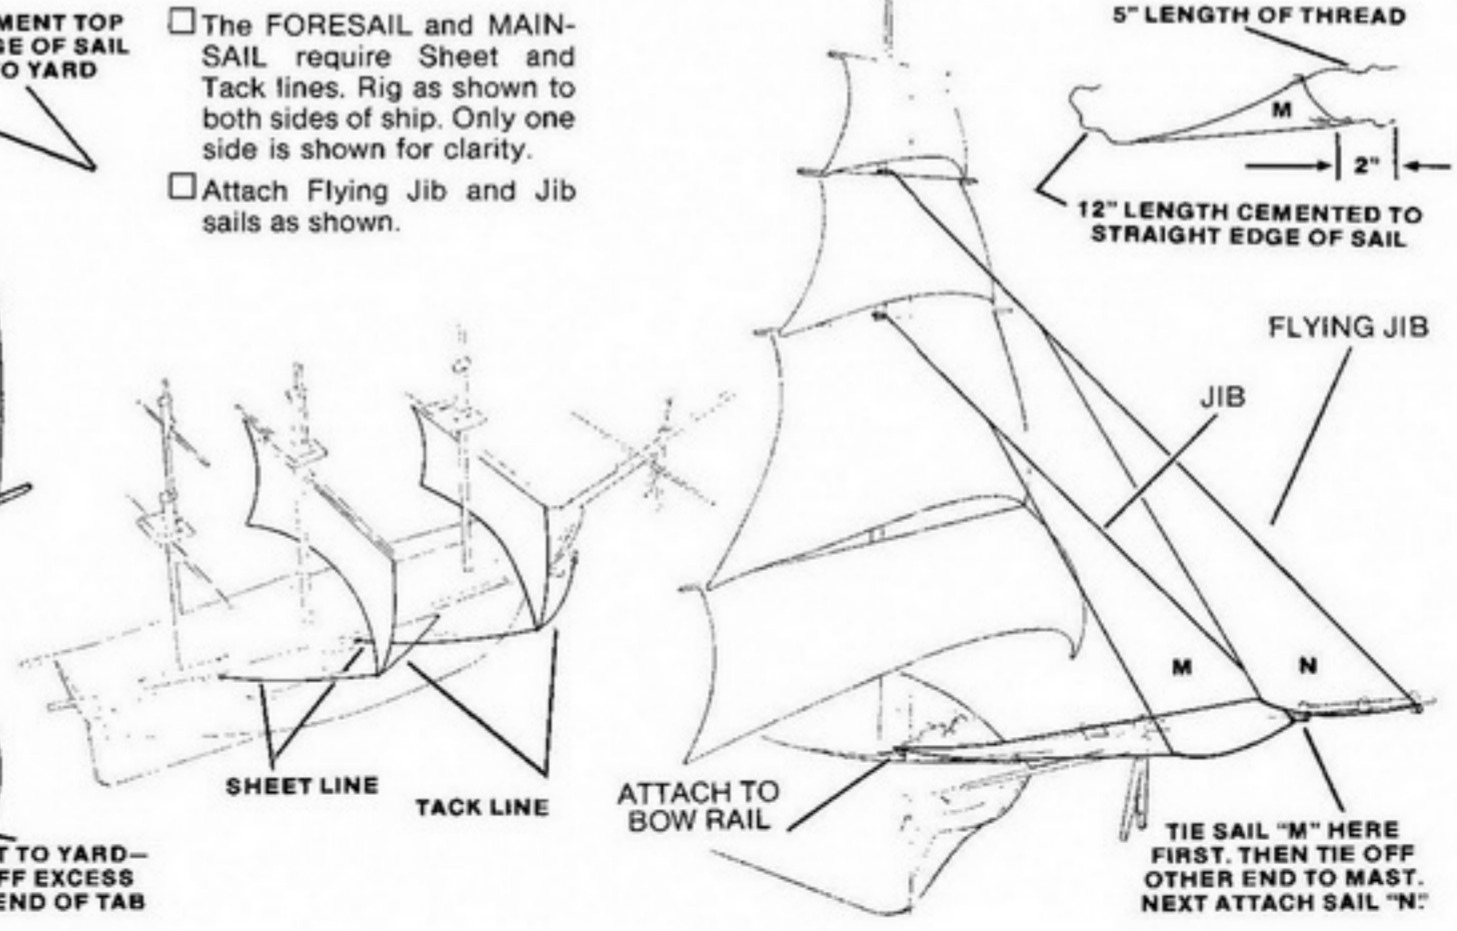 MENT TOP
GE OF SAIL
O YARD
☐ The FORESAIL and MAIN-
SAIL require Sheet and
Tack lines. Rig as shown to
both sides of ship. Only one
side is shown for clarity.
☐ Attach Flying Jib and Jib
sails as shown.
5" LENGTH OF THREAD
M
2"
12" LENGTH CEMENTED TO
STRAIGHT EDGE OF SAIL
FLYING JIB
JIB
M
N
SHEET LINE
TACK LINE
ATTACH TO
BOW RAIL
TIE SAIL "M" HERE
FIRST. THEN TIE OFF
OTHER END TO MAST.
NEXT ATTACH SAIL "N."
T TO YARD—
FF EXCESS
END OF TAB